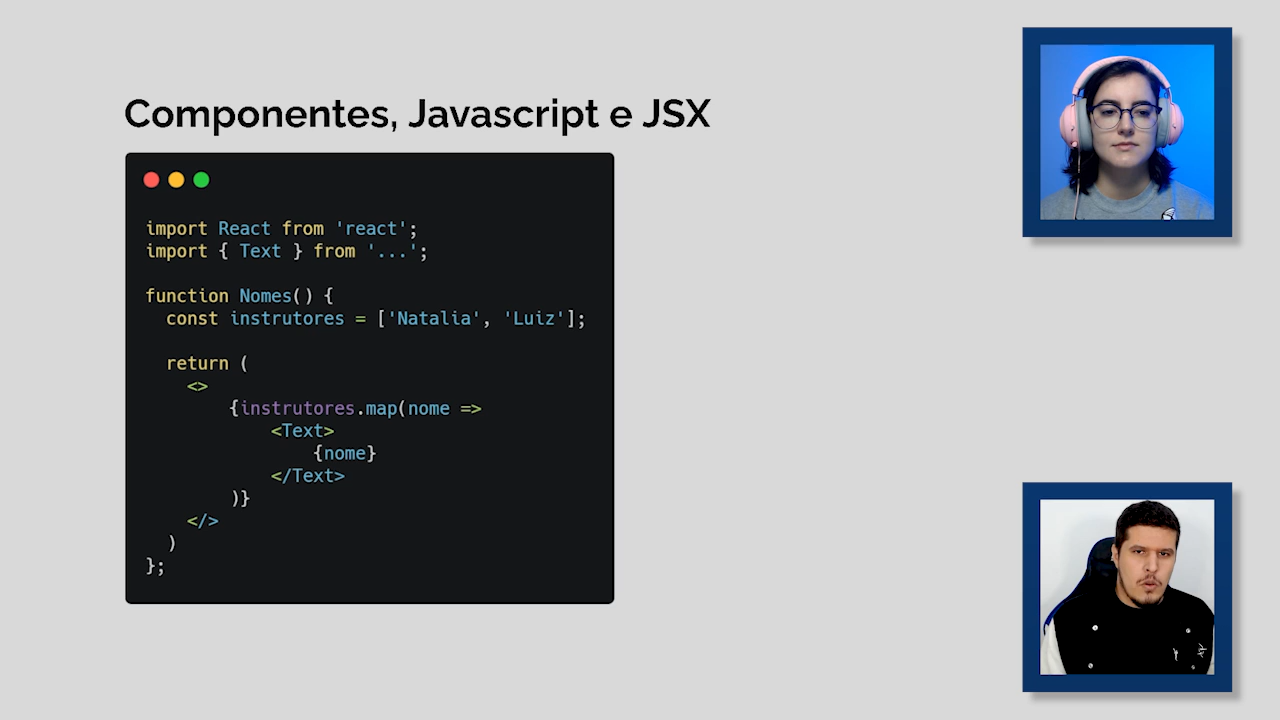 Componentes, Javascript e JSX
import React from 'react';
import { Text } from '...';
function Nomes() {
const instrutores = ['Natalia', 'Luiz'];
return (
<>
{instrutores.map(nome =>
<Text>
{nome}
</Text>
)}
</>
)
};